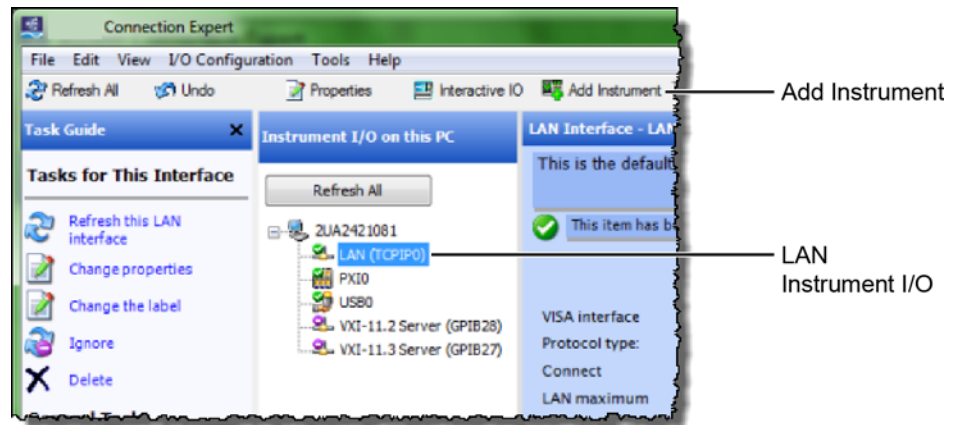 Connection Expert
File Edit View I/O Configuration Tools Help
Refresh All Undo Properties Interactive IO Add Instrument
Add Instrument
Task Guide
Tasks for This Interface
Refresh this LAN
interface
Change properties
Change the label
Ignore
Delete
Instrument I/O on this PC
Refresh All
2UA2421081
LAN (TCPIP0)
PXI0
USB0
VXI-11.2 Server (GPIB28)
VXI-11.3 Server (GPIB27)
LAN Interface - LAN
This is the default
This item has
VISA interface
Protocol type:
Connect
LAN maximum
LAN
Instrument I/O